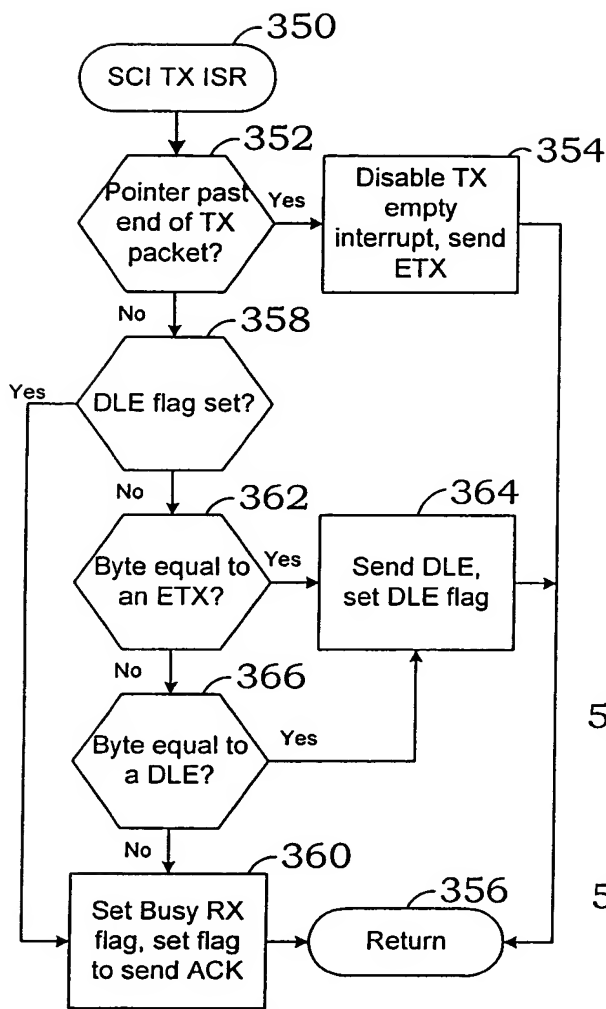 350
SCI TX ISR
352
Pointer past
end of TX
packet?
Yes
354
Disable TX
empty
interrupt, send
ETX
No
358
Yes
DLE flag set?
No
362
Byte equal to
an ETX?
Yes
364
Send DLE,
set DLE flag
No
366
Byte equal to
a DLE?
Yes
5
No
360
Set Busy RX
flag, set flag
to send ACK
356
Return
5